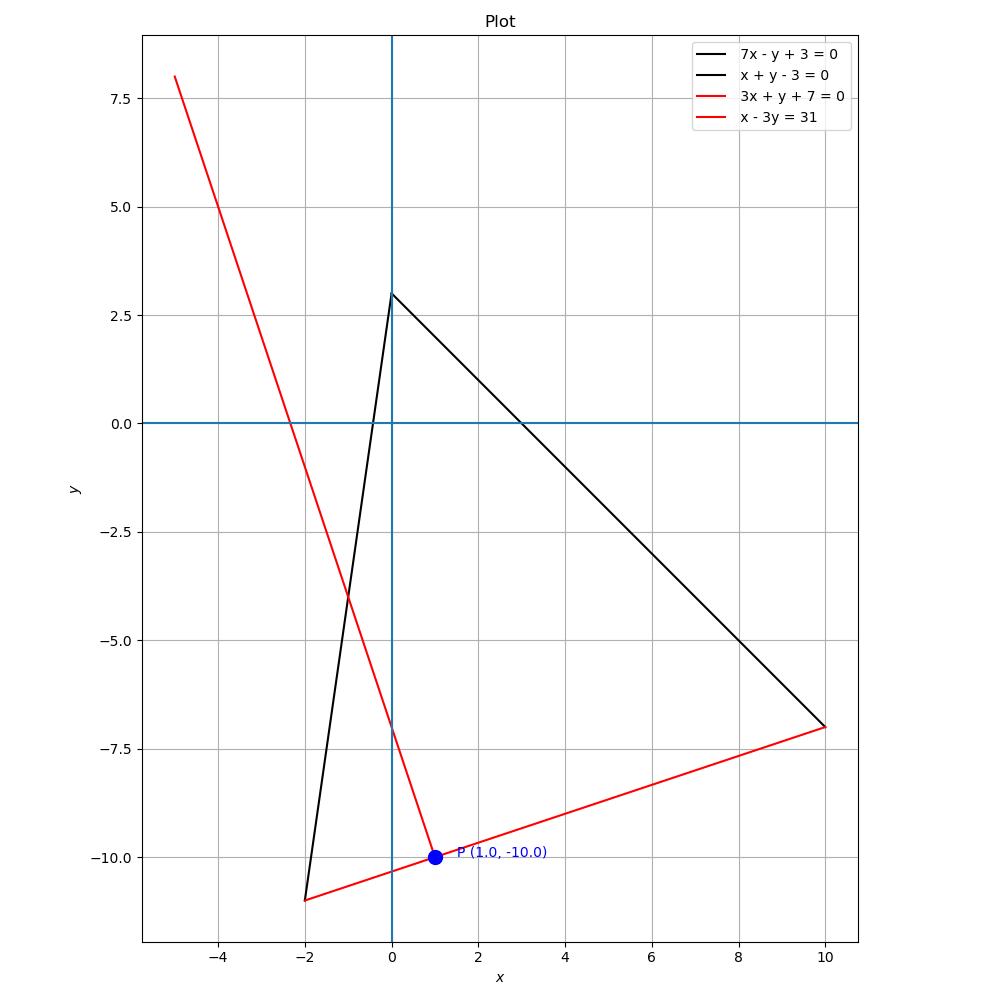 Plot
7x - y + 3 = 0
x + y - 3 = 0
3x + y + 7 = 0
x - 3y = 31
7.5
5.0
2.5
0.0
−2.5
−5.0
−7.5
−10.0
y
P (1.0, -10.0)
−4 −2 0 2 4 6 8 10
x